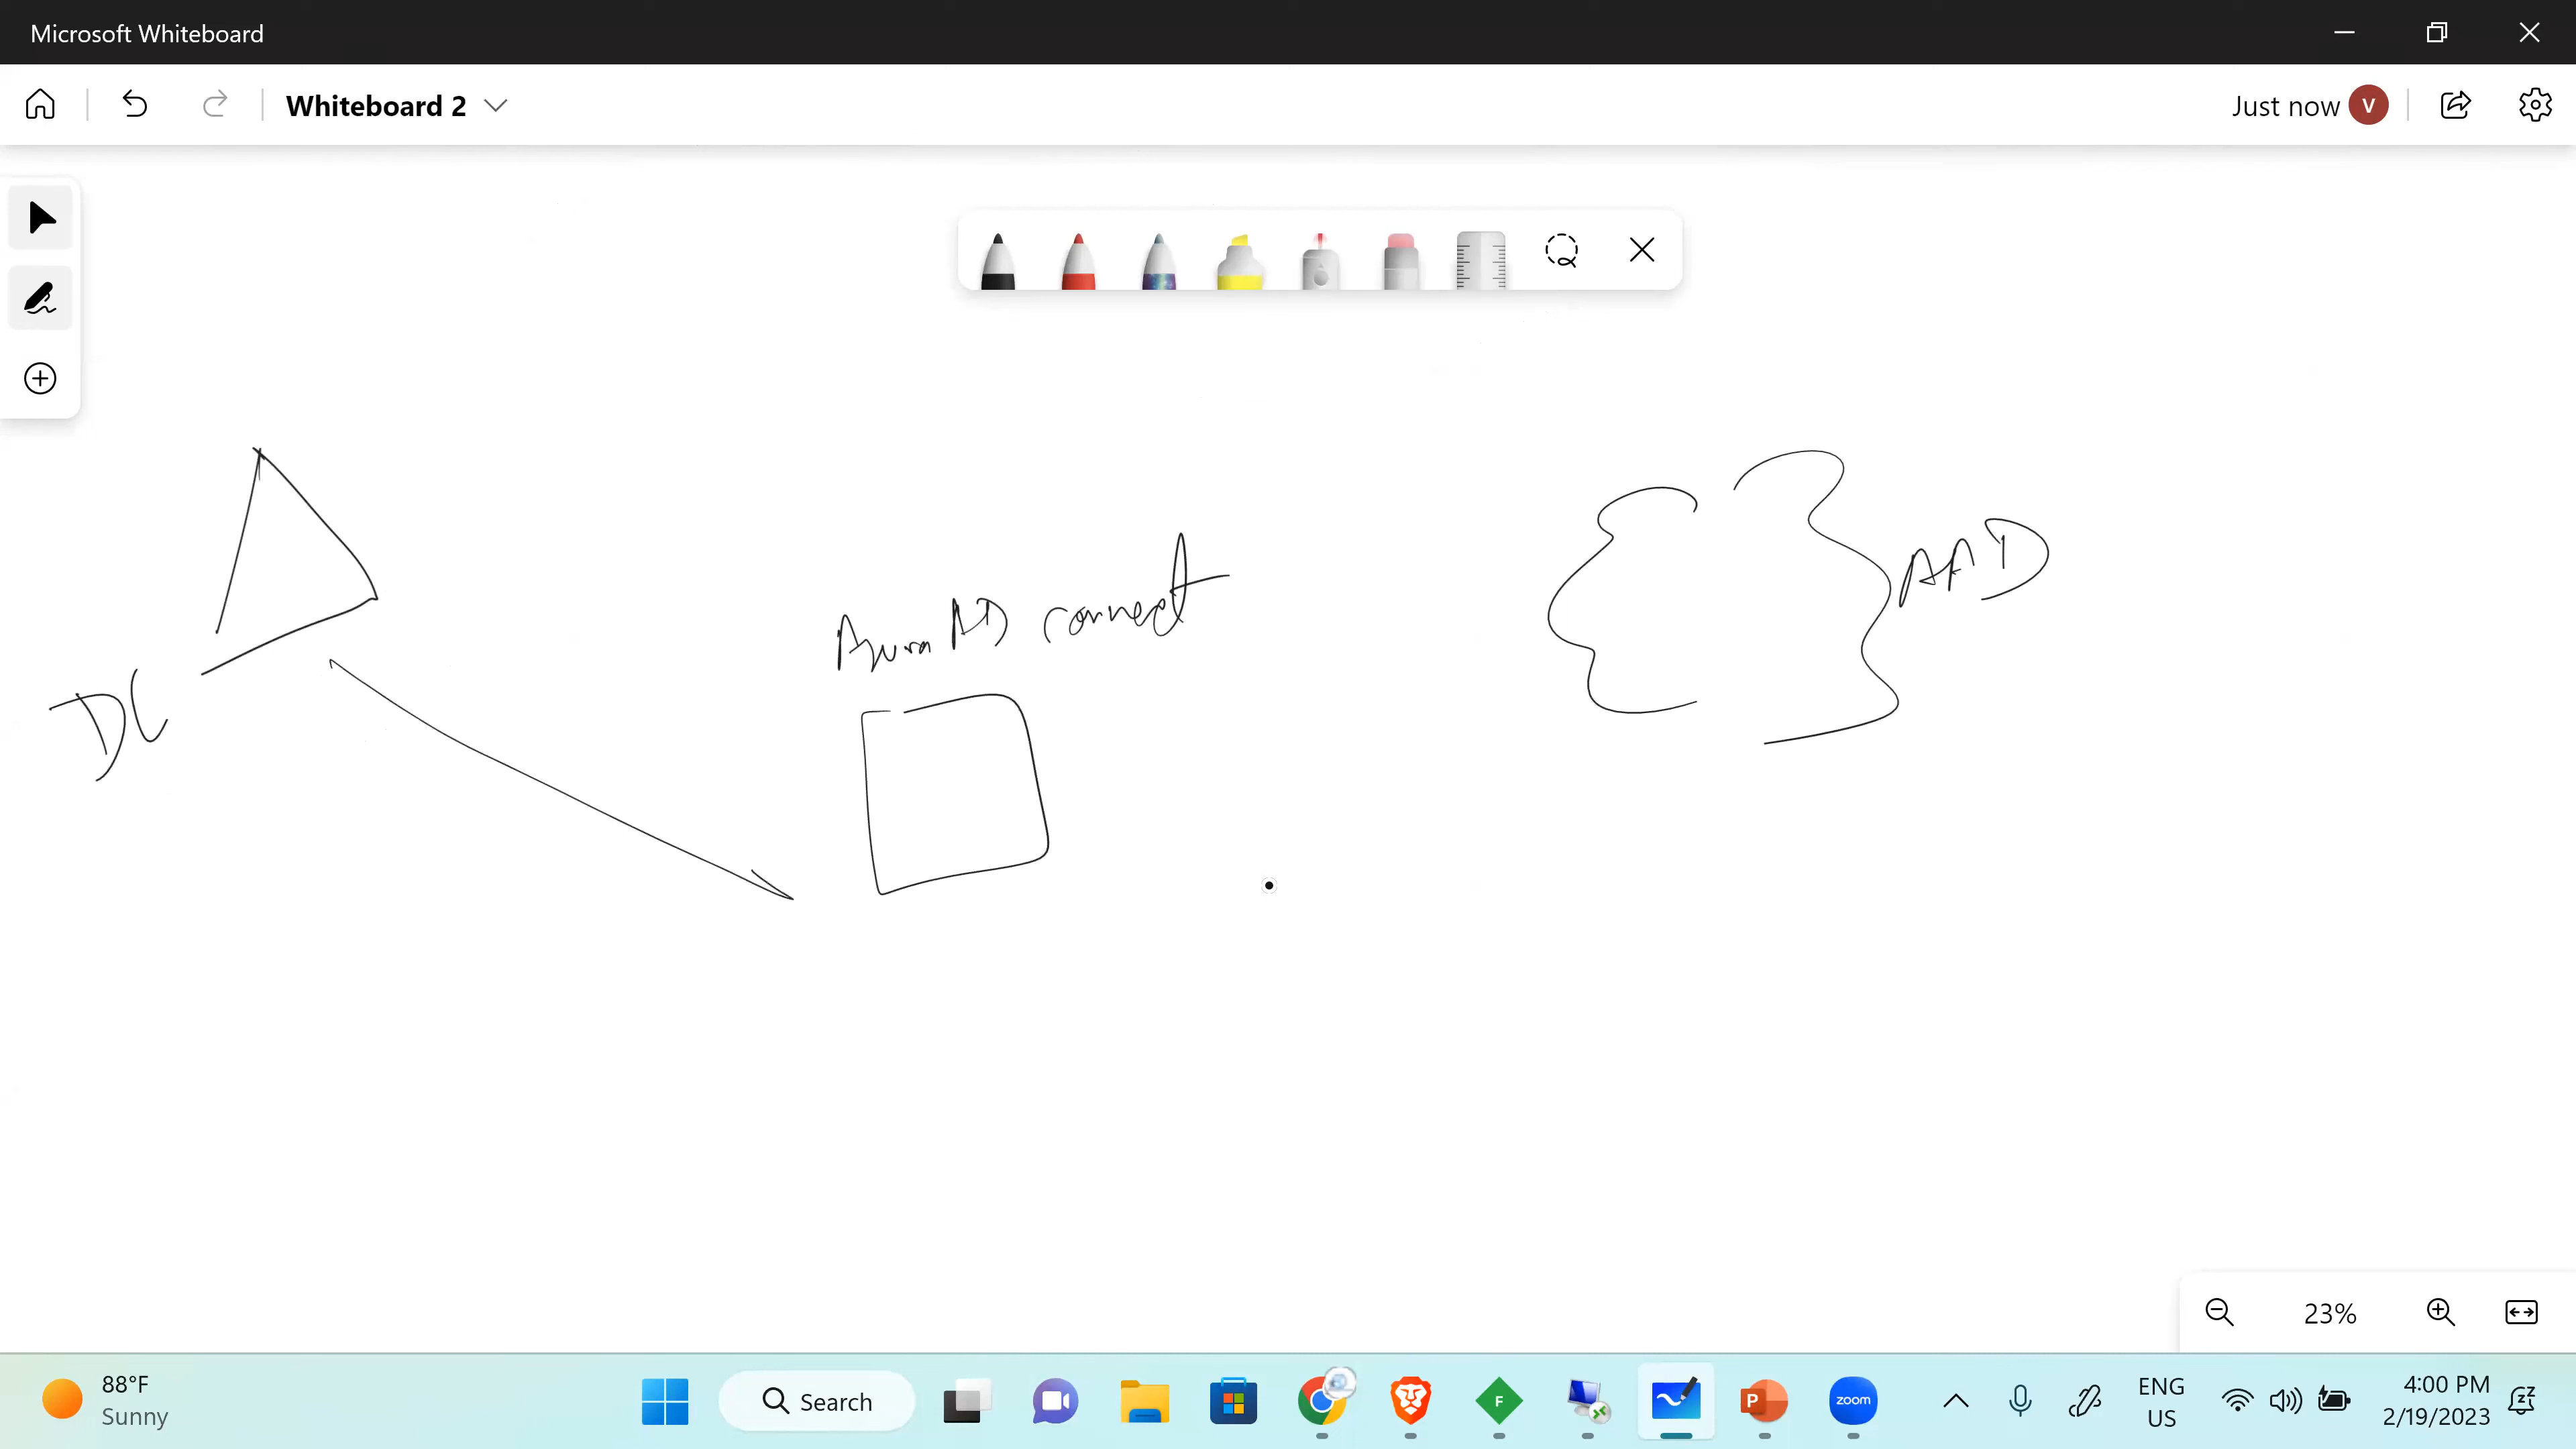 Microsoft Whiteboard
Whiteboard 2
Just now V
AAD
Azure AD connect
DC
23%
88°F
Sunny
Search
F
P
zoom
ENG
US
4:00 PM
2/19/2023